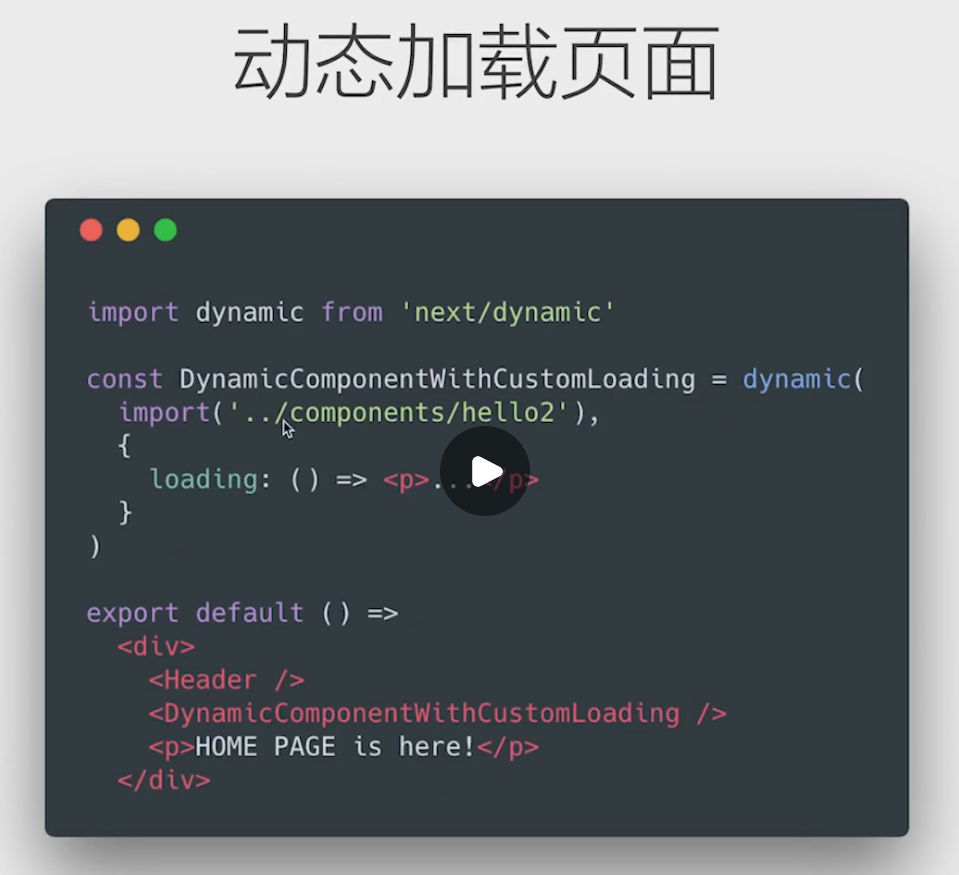 动态加载页面
import dynamic from 'next/dynamic'
const DynamicComponentWithCustomLoading = dynamic(
  import('../components/hello2'),
  {
    loading: () => <p>...</p>
  }
)
export default () =>
  <div>
    <Header />
    <DynamicComponentWithCustomLoading />
    <p>HOME PAGE is here!</p>
  </div>